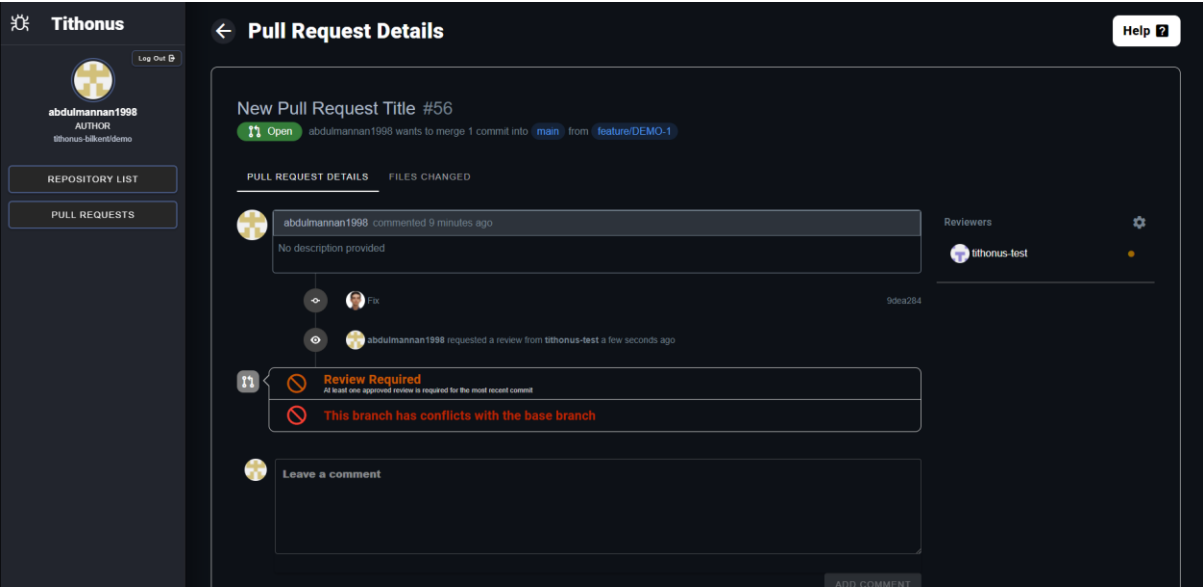 Tithonus
Log Out
abdulmannan1998
AUTHOR
tithonus-bilkent/demo
REPOSITORY LIST
PULL REQUESTS
Pull Request Details
Help ?
New Pull Request Title #56
Open abdulmannan1998 wants to merge 1 commit into main from feature/DEMO-1
PULL REQUEST DETAILS FILES CHANGED
abdulmannan1998 commented 9 minutes ago
No description provided
Reviewers
tithonus-test
Fix 9dea284
abdulmannan1998 requested a review from tithonus-test a few seconds ago
Review Required
At least one approved review is required for the most recent commit
This branch has conflicts with the base branch
Leave a comment
ADD COMMENT